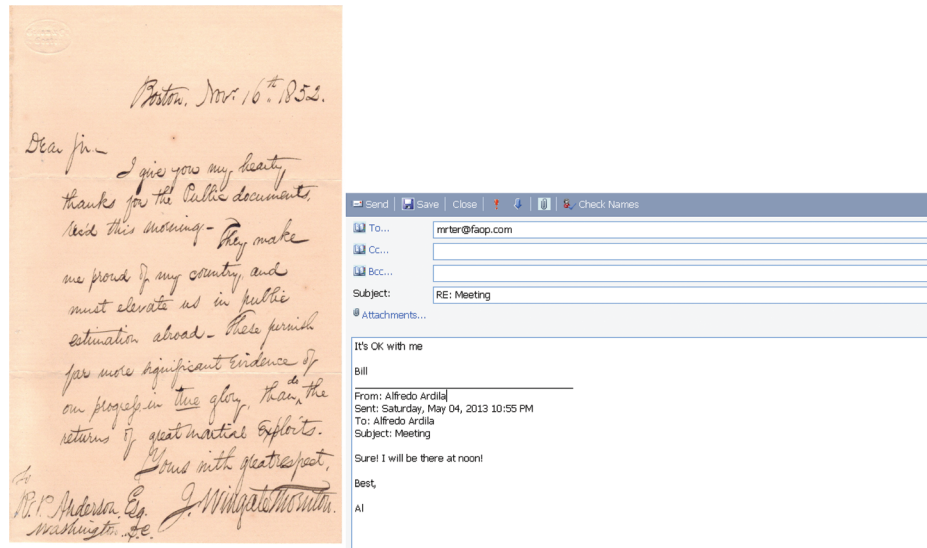 Boston, Nov. 16th 1852.
Dear Sir
I give you my hearty
thanks for the Public documents,
rec'd this morning - They make
me proud of my country, and
must elevate us in public
estimation abroad - These furnish
far more significant Evidence of
our progress in true glory, than do the
returns of great martial Exploits.
Yours with great respect,
J. Wingate Thornton.
To
Anderson, Esq.
Washington, D.C.
Send Save Close Check Names
To... mrter@faop.com
Cc...
Bcc...
Subject: RE: Meeting
Attachments...
It's OK with me
Bill
From: Alfredo Ardila
Sent: Saturday, May 04, 2013 10:55 PM
To: Alfredo Ardila
Subject: Meeting
Sure! I will be there at noon!
Best,
Al